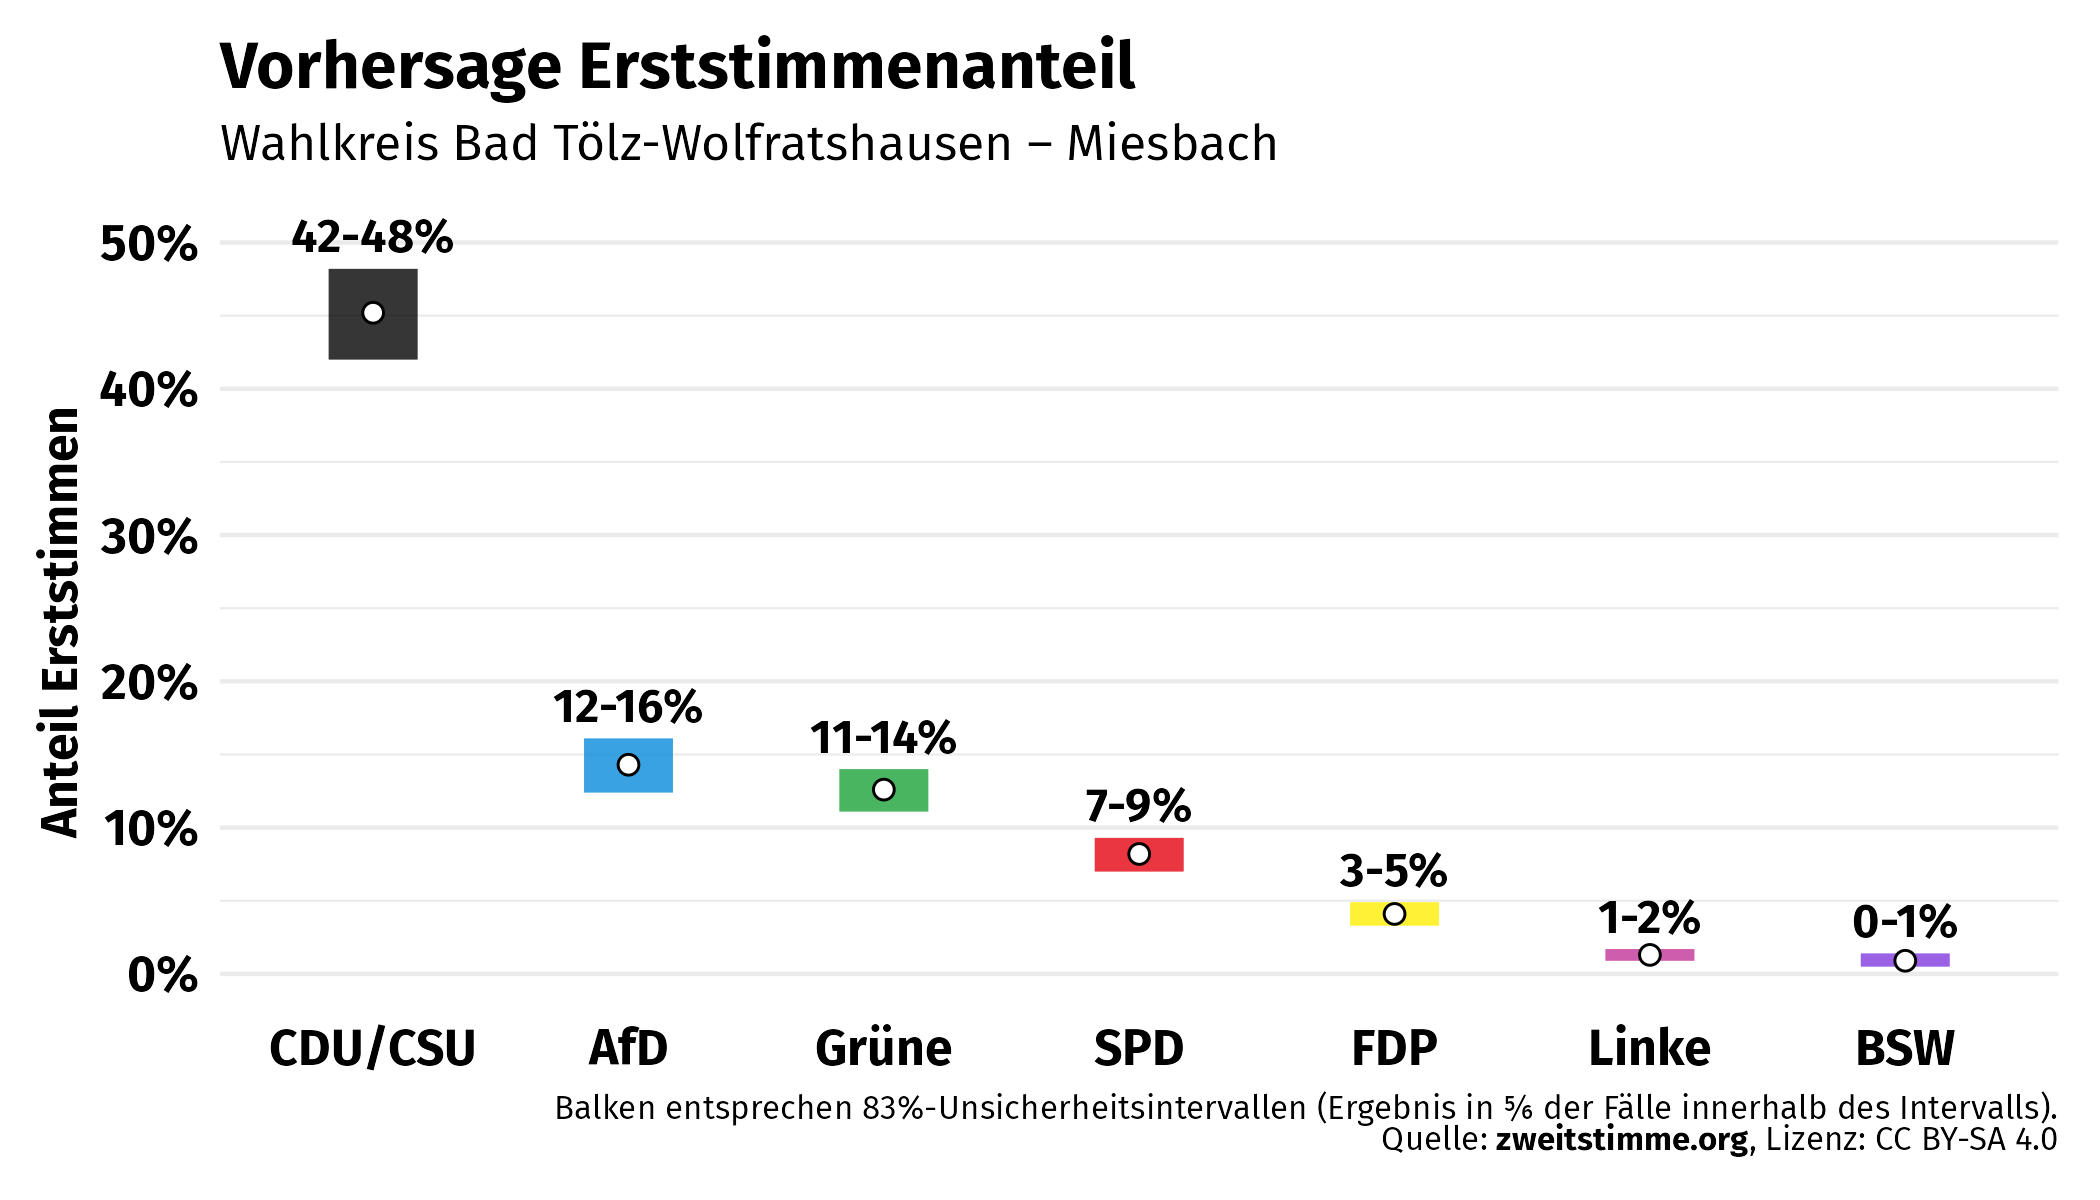 Vorhersage Erststimmenanteil
Wahlkreis Bad Tölz-Wolfratshausen – Miesbach
Anteil Erststimmen
50%
40%
30%
20%
10%
0%
42-48%
12-16%
11-14%
7-9%
3-5%
1-2%
0-1%
CDU/CSU AfD Grüne SPD FDP Linke BSW
Balken entsprechen 83%-Unsicherheitsintervallen (Ergebnis in ⅚ der Fälle innerhalb des Intervalls).
Quelle: zweitstimme.org, Lizenz: CC BY-SA 4.0